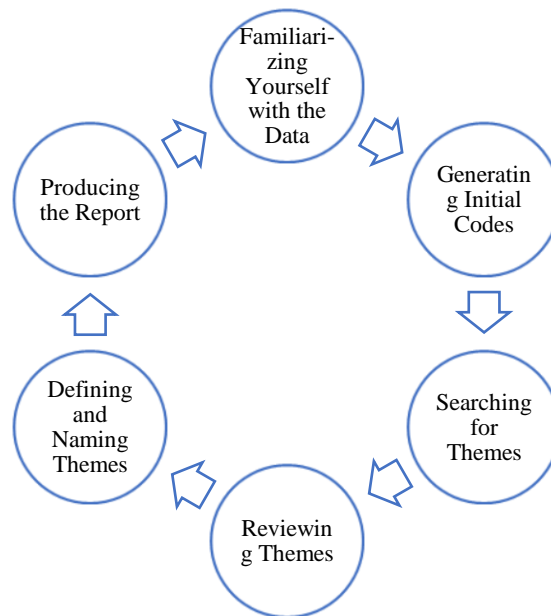 Familiari-
zing
Yourself
with the
Data
Generatin
g Initial
Codes
Searching
for
Themes
Reviewin
g Themes
Defining
and
Naming
Themes
Producing
the Report